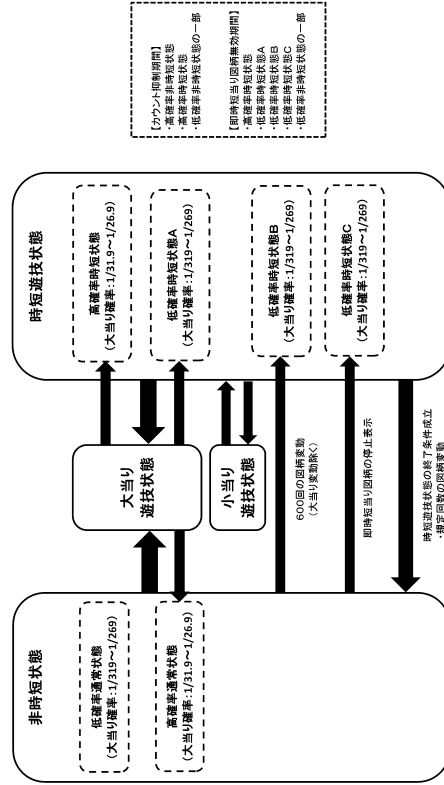 非時短状態
低確率通常状態
(大当り確率:1/319～1/269)
高確率通常状態
(大当り確率:1/31.9～1/26.9)
大当り
遊技状態
小当り
遊技状態
600回の図柄変動
(大当り変動除く)
即時短当り図柄の停止表示
時短遊技状態の終了条件成立
・規定回数の図柄変動
時短遊技状態
高確率時短状態
(大当り確率:1/31.9～1/26.9)
低確率時短状態A
(大当り確率:1/319～1/269)
低確率時短状態B
(大当り確率:1/319～1/269)
低確率時短状態C
(大当り確率:1/319～1/269)
【カウント抑制期間】
・高確率非時短状態
・高確率時短状態
・低確率非時短状態の一部
【即時短当り図柄無効期間】
・高確率時短状態
・低確率時短状態A
・低確率時短状態B
・低確率時短状態C
・低確率非時短状態の一部